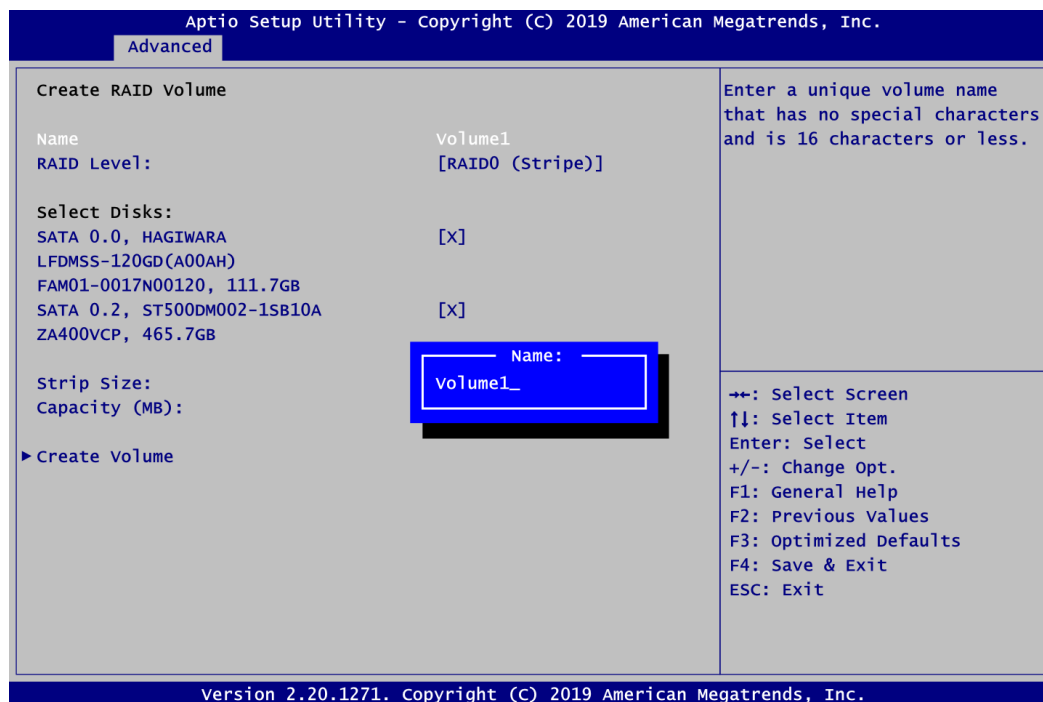 Aptio Setup Utility - Copyright (C) 2019 American Megatrends, Inc.
Advanced
Create RAID Volume
Name Volume1
RAID Level: [RAID0 (Stripe)]
Select Disks:
SATA 0.0, HAGIWARA [X]
LFDMSS-120GD(A00AH)
FAM01-0017N00120, 111.7GB
SATA 0.2, ST500DM002-1SB10A [X]
ZA400VCP, 465.7GB
Strip Size:
Capacity (MB):
Name:
Volume1_
►Create Volume
Enter a unique volume name
that has no special characters
and is 16 characters or less.
→←: Select Screen
↑↓: Select Item
Enter: Select
+/-: Change Opt.
F1: General Help
F2: Previous Values
F3: Optimized Defaults
F4: Save & Exit
ESC: Exit
Version 2.20.1271. Copyright (C) 2019 American Megatrends, Inc.